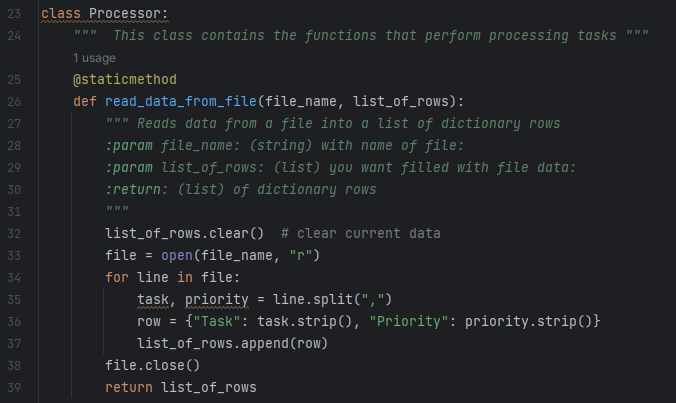 23 class Processor:
24     """  This class contains the functions that perform processing tasks """
       1 usage
25     @staticmethod
26     def read_data_from_file(file_name, list_of_rows):
27         """ Reads data from a file into a list of dictionary rows
28         :param file_name: (string) with name of file:
29         :param list_of_rows: (list) you want filled with file data:
30         :return: (list) of dictionary rows
31         """
32         list_of_rows.clear()  # clear current data
33         file = open(file_name, "r")
34         for line in file:
35             task, priority = line.split(",")
36             row = {"Task": task.strip(), "Priority": priority.strip()}
37             list_of_rows.append(row)
38         file.close()
39         return list_of_rows